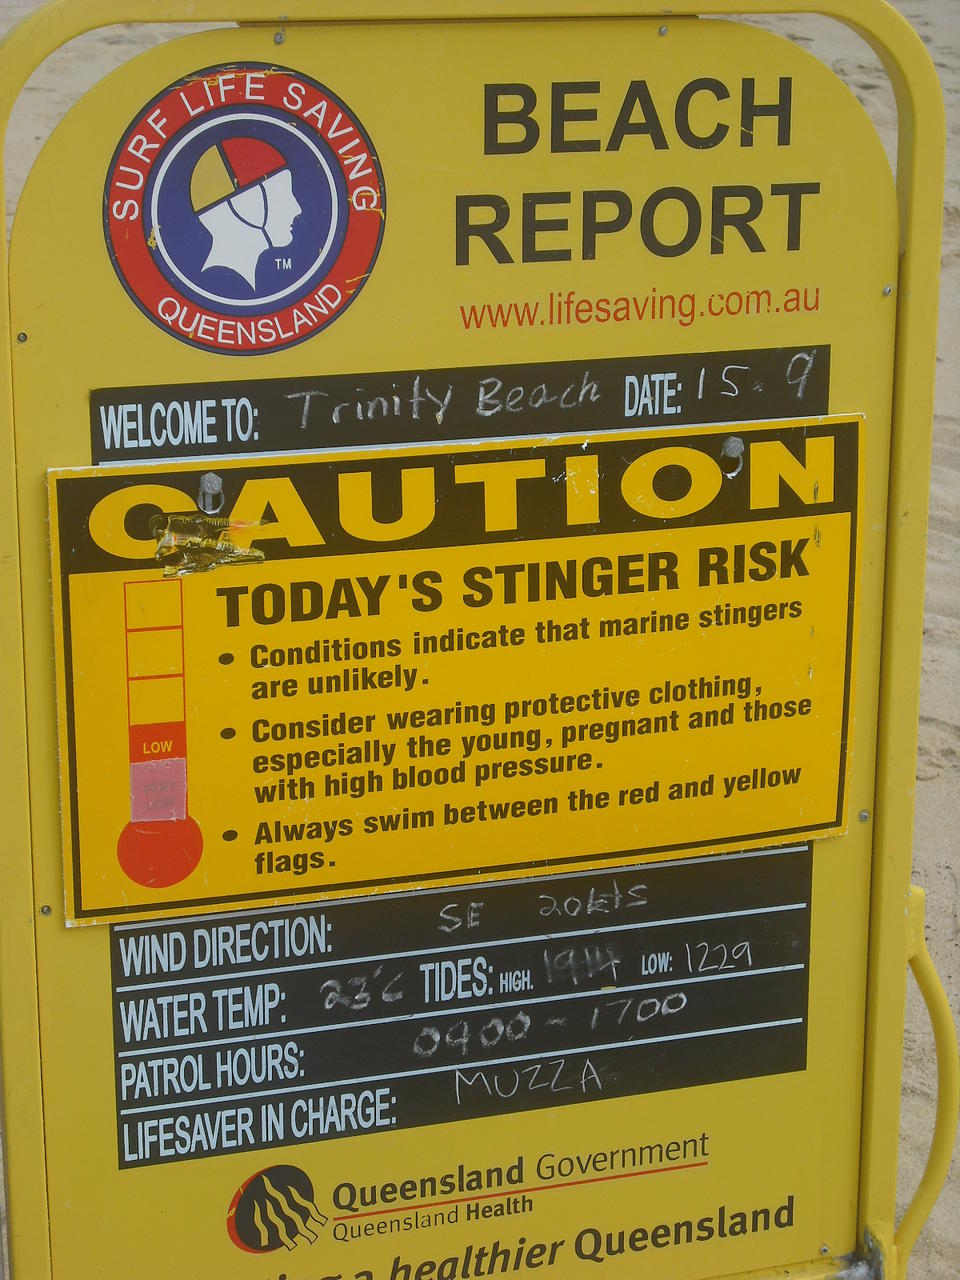 SURF LIFE SAVING
QUEENSLAND
TM
BEACH
REPORT
www.lifesaving.com.au
WELCOME TO: Trinity Beach DATE: 15.9
CAUTION
TODAY'S STINGER RISK
• Conditions indicate that marine stingers
are unlikely.
• Consider wearing protective clothing,
especially the young, pregnant and those
with high blood pressure.
• Always swim between the red and yellow
flags.
LOW
VERY
LOW
WIND DIRECTION: SE 20kts
WATER TEMP: 23°C TIDES: HIGH. 1914 LOW: 1229
PATROL HOURS: 0900 - 1700
LIFESAVER IN CHARGE: MUZZA
Queensland Government
Queensland Health
a healthier Queensland